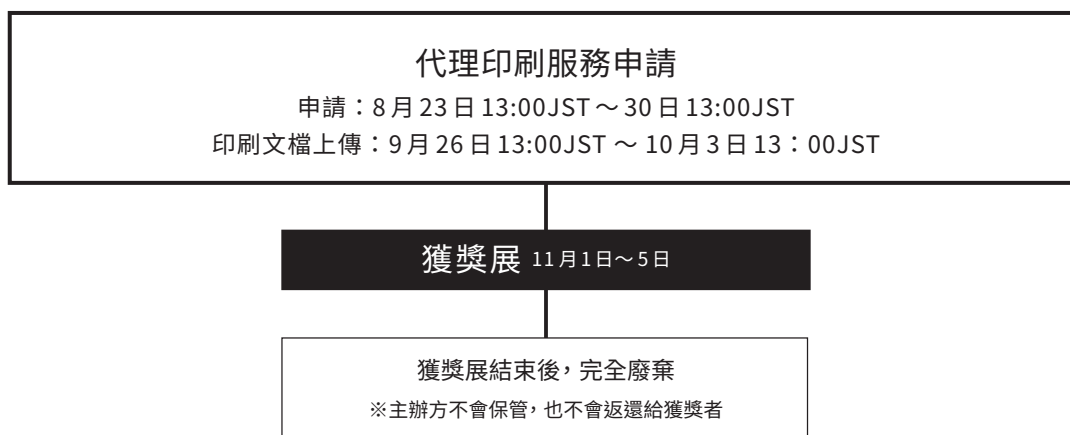 代理印刷服務申請
申請：8月23日13:00JST～30日13:00JST
印刷文檔上傳：9月26日13:00JST～10月3日13：00JST
獲獎展 11月1日～5日
獲獎展結束後，完全廢棄
※主辦方不會保管，也不會返還給獲獎者